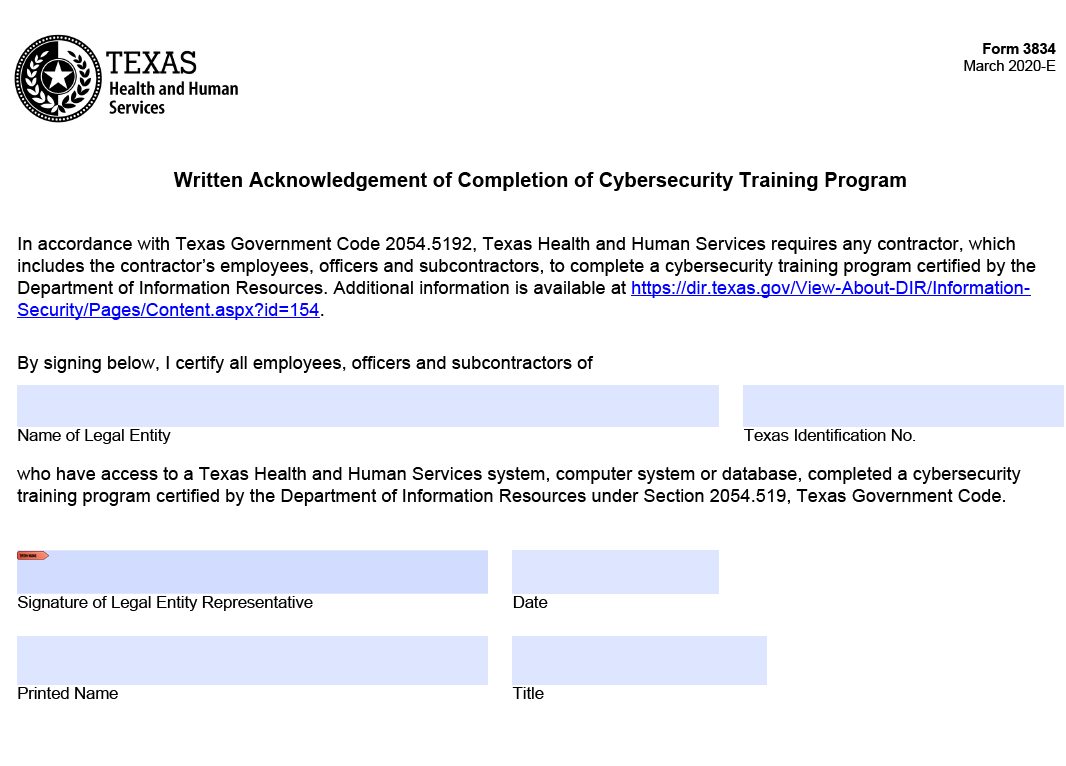 TEXAS
Health and Human
Services
Form 3834
March 2020-E
Written Acknowledgement of Completion of Cybersecurity Training Program
In accordance with Texas Government Code 2054.5192, Texas Health and Human Services requires any contractor, which
includes the contractor's employees, officers and subcontractors, to complete a cybersecurity training program certified by the
Department of Information Resources. Additional information is available at https://dir.texas.gov/View-About-DIR/Information-
Security/Pages/Content.aspx?id=154.
By signing below, I certify all employees, officers and subcontractors of
Name of Legal Entity
Texas Identification No.
who have access to a Texas Health and Human Services system, computer system or database, completed a cybersecurity
training program certified by the Department of Information Resources under Section 2054.519, Texas Government Code.
Signature of Legal Entity Representative
Date
Printed Name
Title